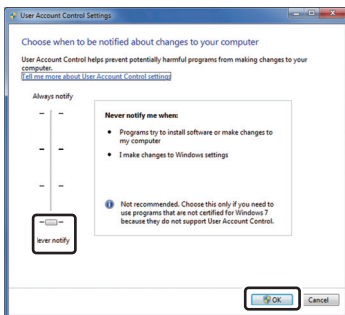 User Account Control Settings
Choose when to be notified about changes to your computer
User Account Control helps prevent potentially harmful programs from making changes to your
computer.
Tell me more about User Account Control settings
Always notify
Never notify me when:
• Programs try to install software or make changes to
my computer
• I make changes to Windows settings
Not recommended. Choose this only if you need to
use programs that are not certified for Windows 7
because they do not support User Account Control.
lever notify
OK
Cancel